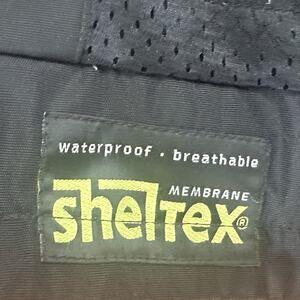 waterproof · breathable
MEMBRANE
shelTex®